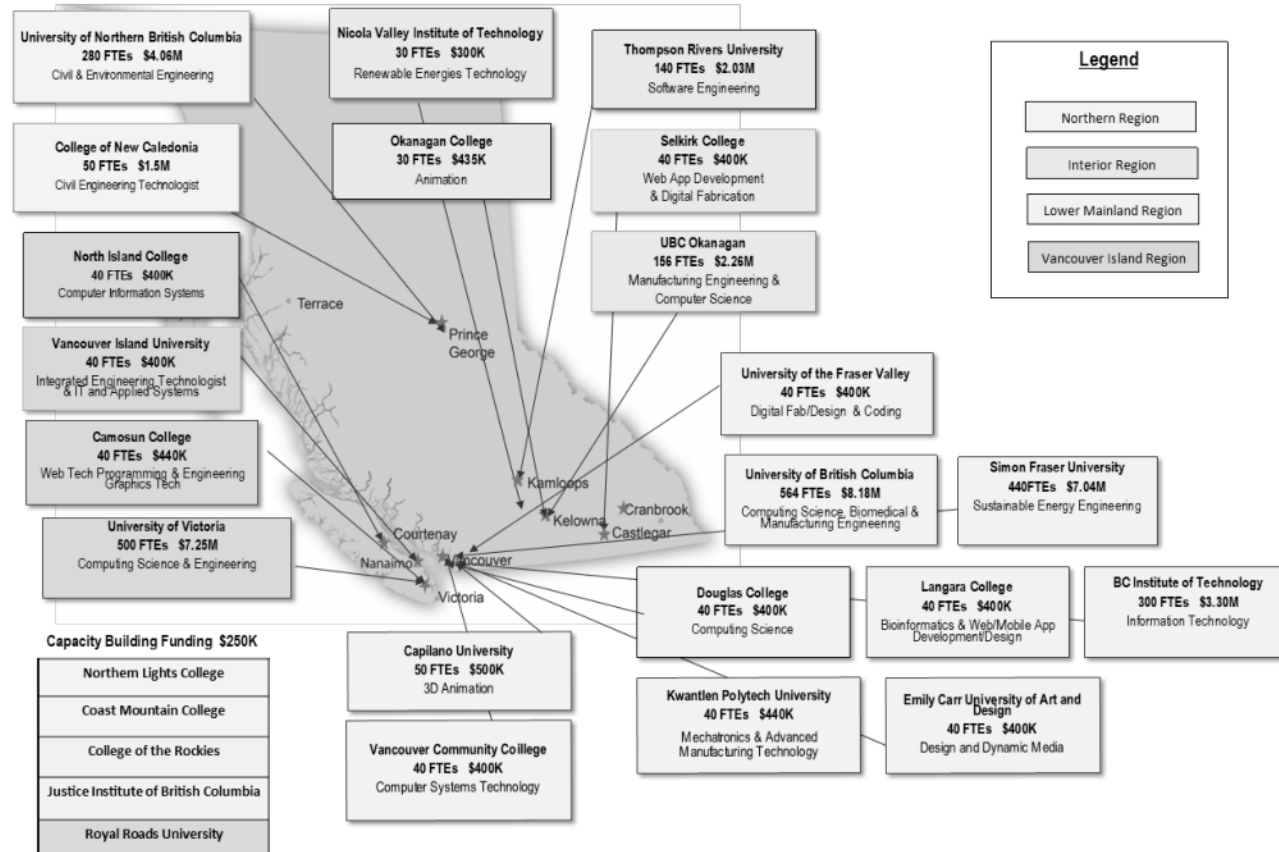 University of Northern British Columbia
280 FTEs $4.06M
Civil & Environmental Engineering
Nicola Valley Institute of Technology
30 FTEs $300K
Renewable Energies Technology
Thompson Rivers University
140 FTEs $2.03M
Software Engineering
Legend
Northern Region
Interior Region
Lower Mainland Region
Vancouver Island Region
College of New Caledonia
50 FTEs $1.5M
Civil Engineering Technologist
Okanagan College
30 FTEs $435K
Animation
Selkirk College
40 FTEs $400K
Web App Development
& Digital Fabrication
North Island College
40 FTEs $400K
Computer Information Systems
UBC Okanagan
156 FTEs $2.26M
Manufacturing Engineering &
Computer Science
Terrace
Prince
George
Vancouver Island University
40 FTEs $400K
Integrated Engineering Technologist
& IT and Applied Systems
University of the Fraser Valley
40 FTEs $400K
Digital Fab/Design & Coding
Camosun College
40 FTEs $440K
Web Tech Programming & Engineering
Graphics Tech
University of British Columbia
564 FTEs $8.18M
Computing Science, Biomedical &
Manufacturing Engineering
Simon Fraser University
440FTEs $7.04M
Sustainable Energy Engineering
Kamloops
Kelowna
Cranbrook
Castlegar
Courtenay
Nanaimo
Vancouver
Victoria
University of Victoria
500 FTEs $7.25M
Computing Science & Engineering
Douglas College
40 FTEs $400K
Computing Science
Langara College
40 FTEs $400K
Bioinformatics & Web/Mobile App
Development/Design
BC Institute of Technology
300 FTEs $3.30M
Information Technology
Capilano University
50 FTEs $500K
3D Animation
Kwantlen Polytech University
40 FTEs $440K
Mechatronics & Advanced
Manufacturing Technology
Emily Carr University of Art and
Design
40 FTEs $400K
Design and Dynamic Media
Vancouver Community Coillege
40 FTEs $400K
Computer Systems Technology
Capacity Building Funding $250K
Northern Lights College
Coast Mountain College
College of the Rockies
Justice Institute of British Columbia
Royal Roads University